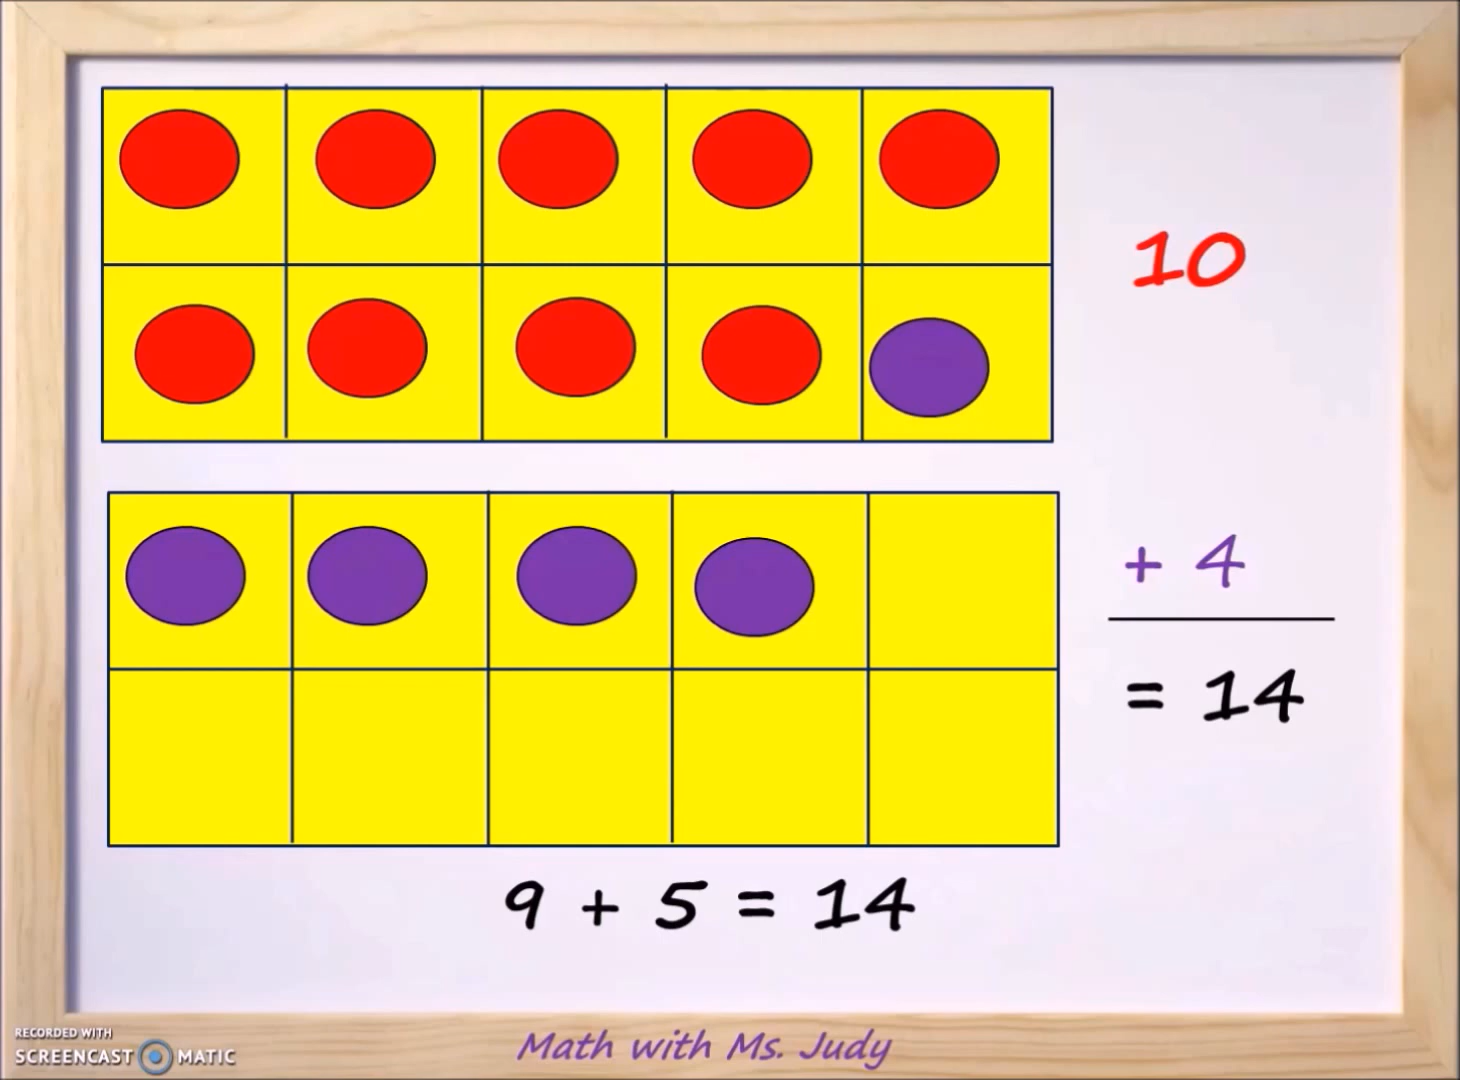 10
+ 4
= 14
9 + 5 = 14
RECORDED WITH
SCREENCAST MATIC
Math with Ms. Judy